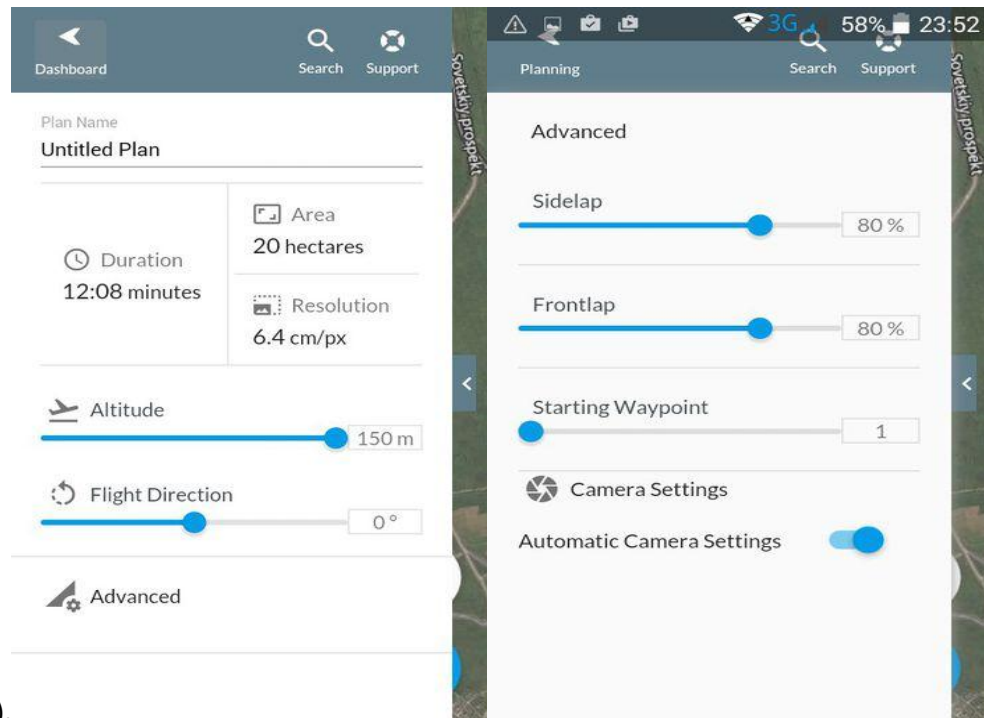 Dashboard
Search
Support
Plan Name
Untitled Plan
Duration
12:08 minutes
Area
20 hectares
Resolution
6.4 cm/px
Altitude
150 m
Flight Direction
0 °
Advanced
Sovetskiy prospekt
).
3G 58% 23:52
Planning
Search
Support
Advanced
Sidelap
80 %
Frontlap
80 %
Starting Waypoint
1
Camera Settings
Automatic Camera Settings
Sovetskiy prospekt